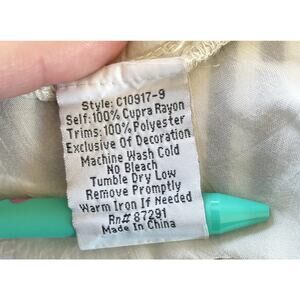 Style: C10917-9
Self:100% Cupra Rayon
Trims: 100% Polyester
Exclusive Of Decoration
Machine Wash Cold
No Bleach
Tumble Dry Low
Remove Promptly
Warm Iron If Needed
Rn# 87291
Made In China